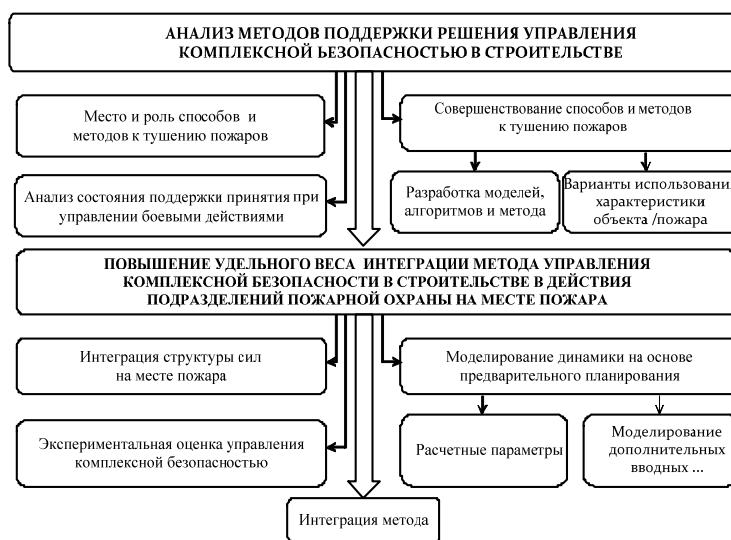 АНАЛИЗ МЕТОДОВ ПОДДЕРЖКИ РЕШЕНИЯ УПРАВЛЕНИЯ
КОМПЛЕКСНОЙ БЕЗОПАСНОСТЬЮ В СТРОИТЕЛЬСТВЕ
Место и роль способов и
методов к тушению пожаров
Совершенствование способов и методов
к тушению пожаров
Анализ состояния поддержки принятия при
управлении боевыми действиями
Разработка моделей,
алгоритмов и метода
Варианты использования
характеристики
объекта /пожара
ПОВЫШЕНИЕ УДЕЛЬНОГО ВЕСА ИНТЕГРАЦИИ МЕТОДА УПРАВЛЕНИЯ
КОМПЛЕКСНОЙ БЕЗОПАСНОСТИ В СТРОИТЕЛЬСТВЕ В ДЕЙСТВИЯ
ПОДРАЗДЕЛЕНИЙ ПОЖАРНОЙ ОХРАНЫ НА МЕСТЕ ПОЖАРА
Интеграция структуры сил
на месте пожара
Моделирование динамики на основе
предварительного планирования
Экспериментальная оценка управления
комплексной безопасностью
Расчетные параметры
Моделирование
дополнительных
вводных ...
Интеграция метода